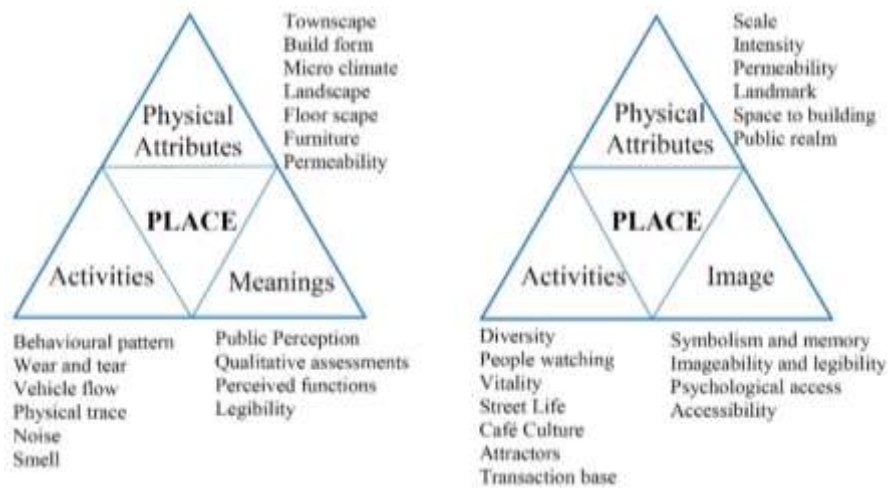 Townscape
Build form
Micro climate
Landscape
Floor scape
Furniture
Permeability
Physical
Attributes
PLACE
Activities
Meanings
Behavioural pattern
Wear and tear
Vehicle flow
Physical trace
Noise
Smell
Public Perception
Qualitative assessments
Perceived functions
Legibility
Scale
Intensity
Permeability
Landmark
Space to building
Public realm
Physical
Attributes
PLACE
Activities
Image
Diversity
People watching
Vitality
Street Life
Café Culture
Attractors
Transaction base
Symbolism and memory
Imageability and legibility
Psychological access
Accessibility